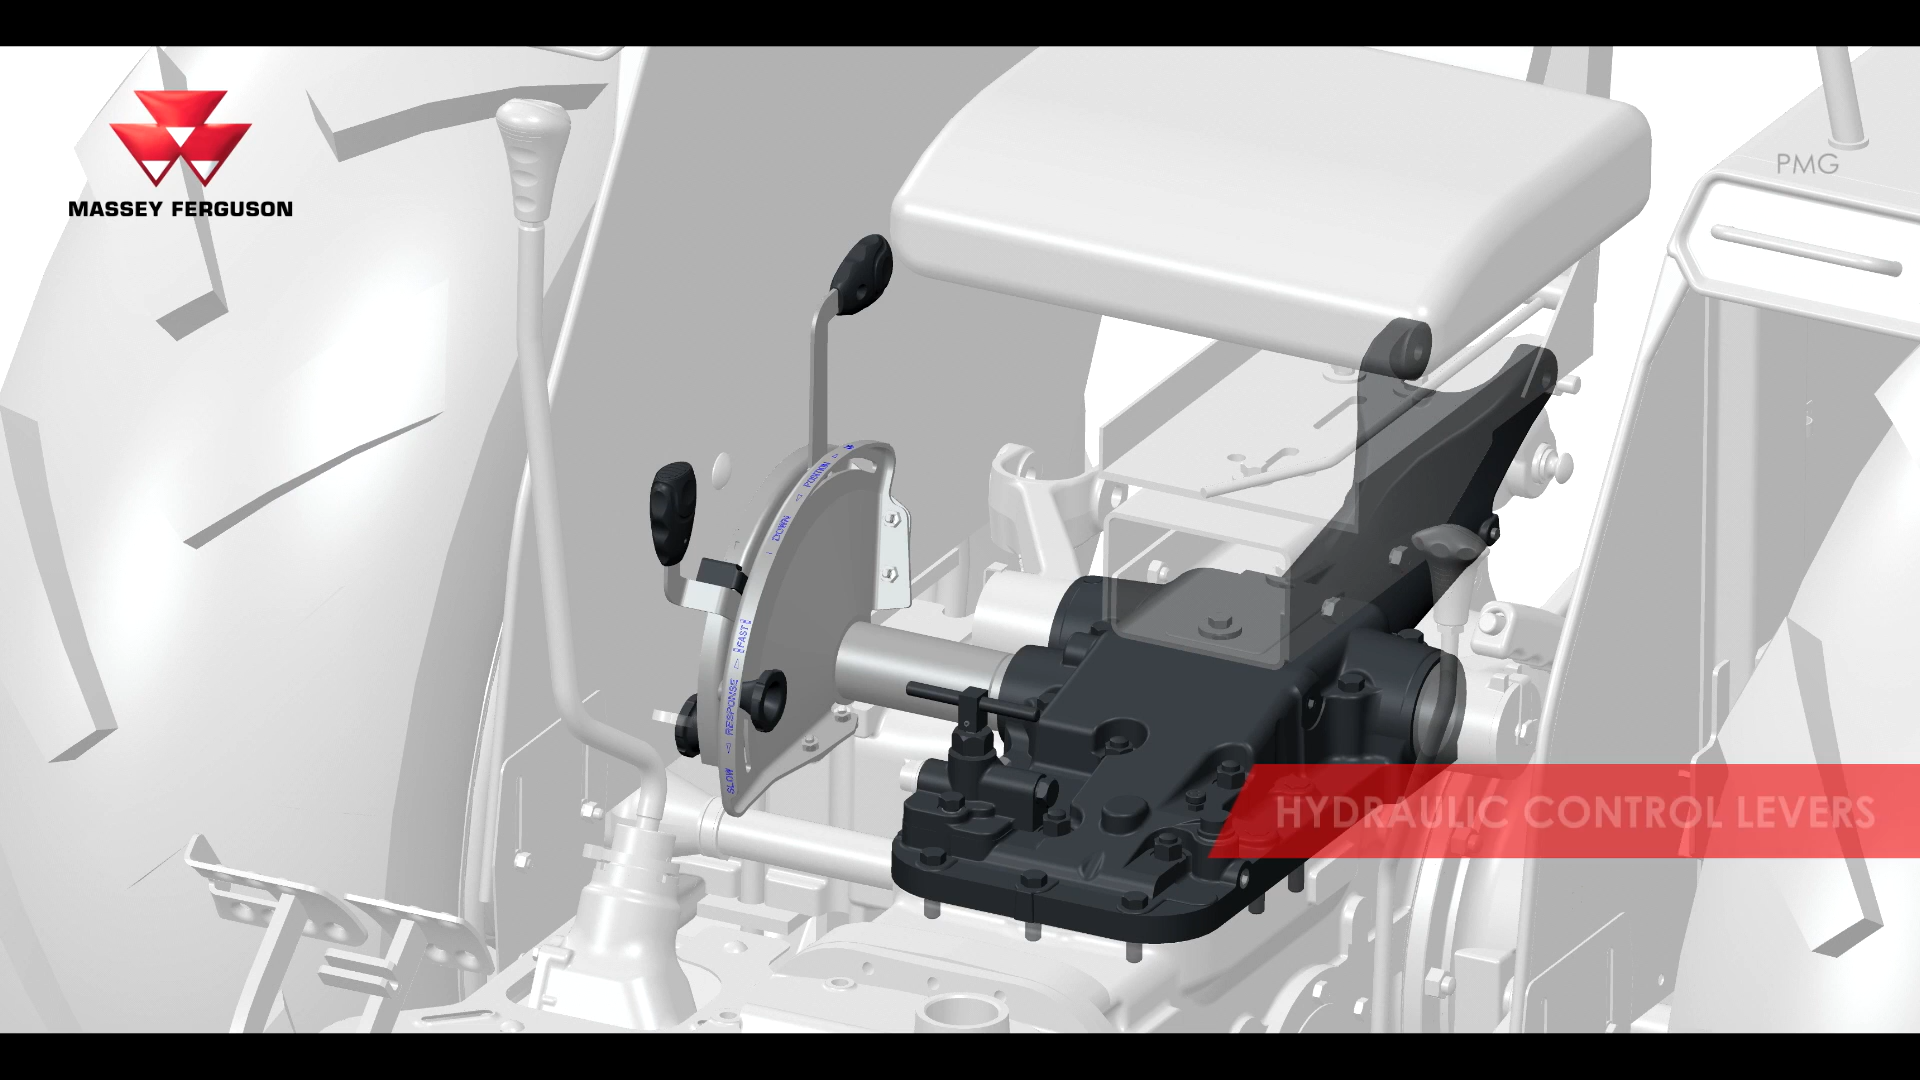 MASSEY FERGUSON
PMG
DOWN POSITION
SLOW RESPONSE FAST
HYDRAULIC CONTROL LEVERS